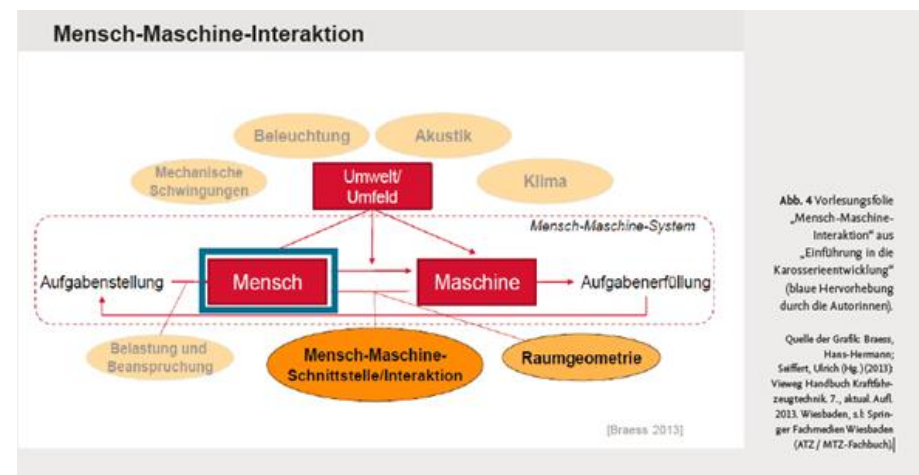 Mensch-Maschine-Interaktion
Beleuchtung
Akustik
Mechanische
Schwingungen
Umwelt/
Umfeld
Klima
Mensch-Maschine-System
Aufgabenstellung
Mensch
Maschine
Aufgabenerfüllung
Belastung und
Beanspruchung
Mensch-Maschine-
Schnittstelle/Interaktion
Raumgeometrie
[Braess 2013]
Abb. 4 Vorlesungsfolie
„Mensch-Maschine-
Interaktion“ aus
„Einführung in die
Karosserieentwicklung“
(blaue Hervorhebung
durch die Autorinnen).
Quelle der Grafik: Braess,
Hans-Hermann;
Seiffert, Ulrich (Hg.) (2013):
Vieweg Handbuch Kraftfahr-
zeugtechnik. 7., aktual. Aufl.
2013. Wiesbaden, s.l: Sprin-
ger Fachmedien Wiesbaden
(ATZ / MTZ-Fachbuch).